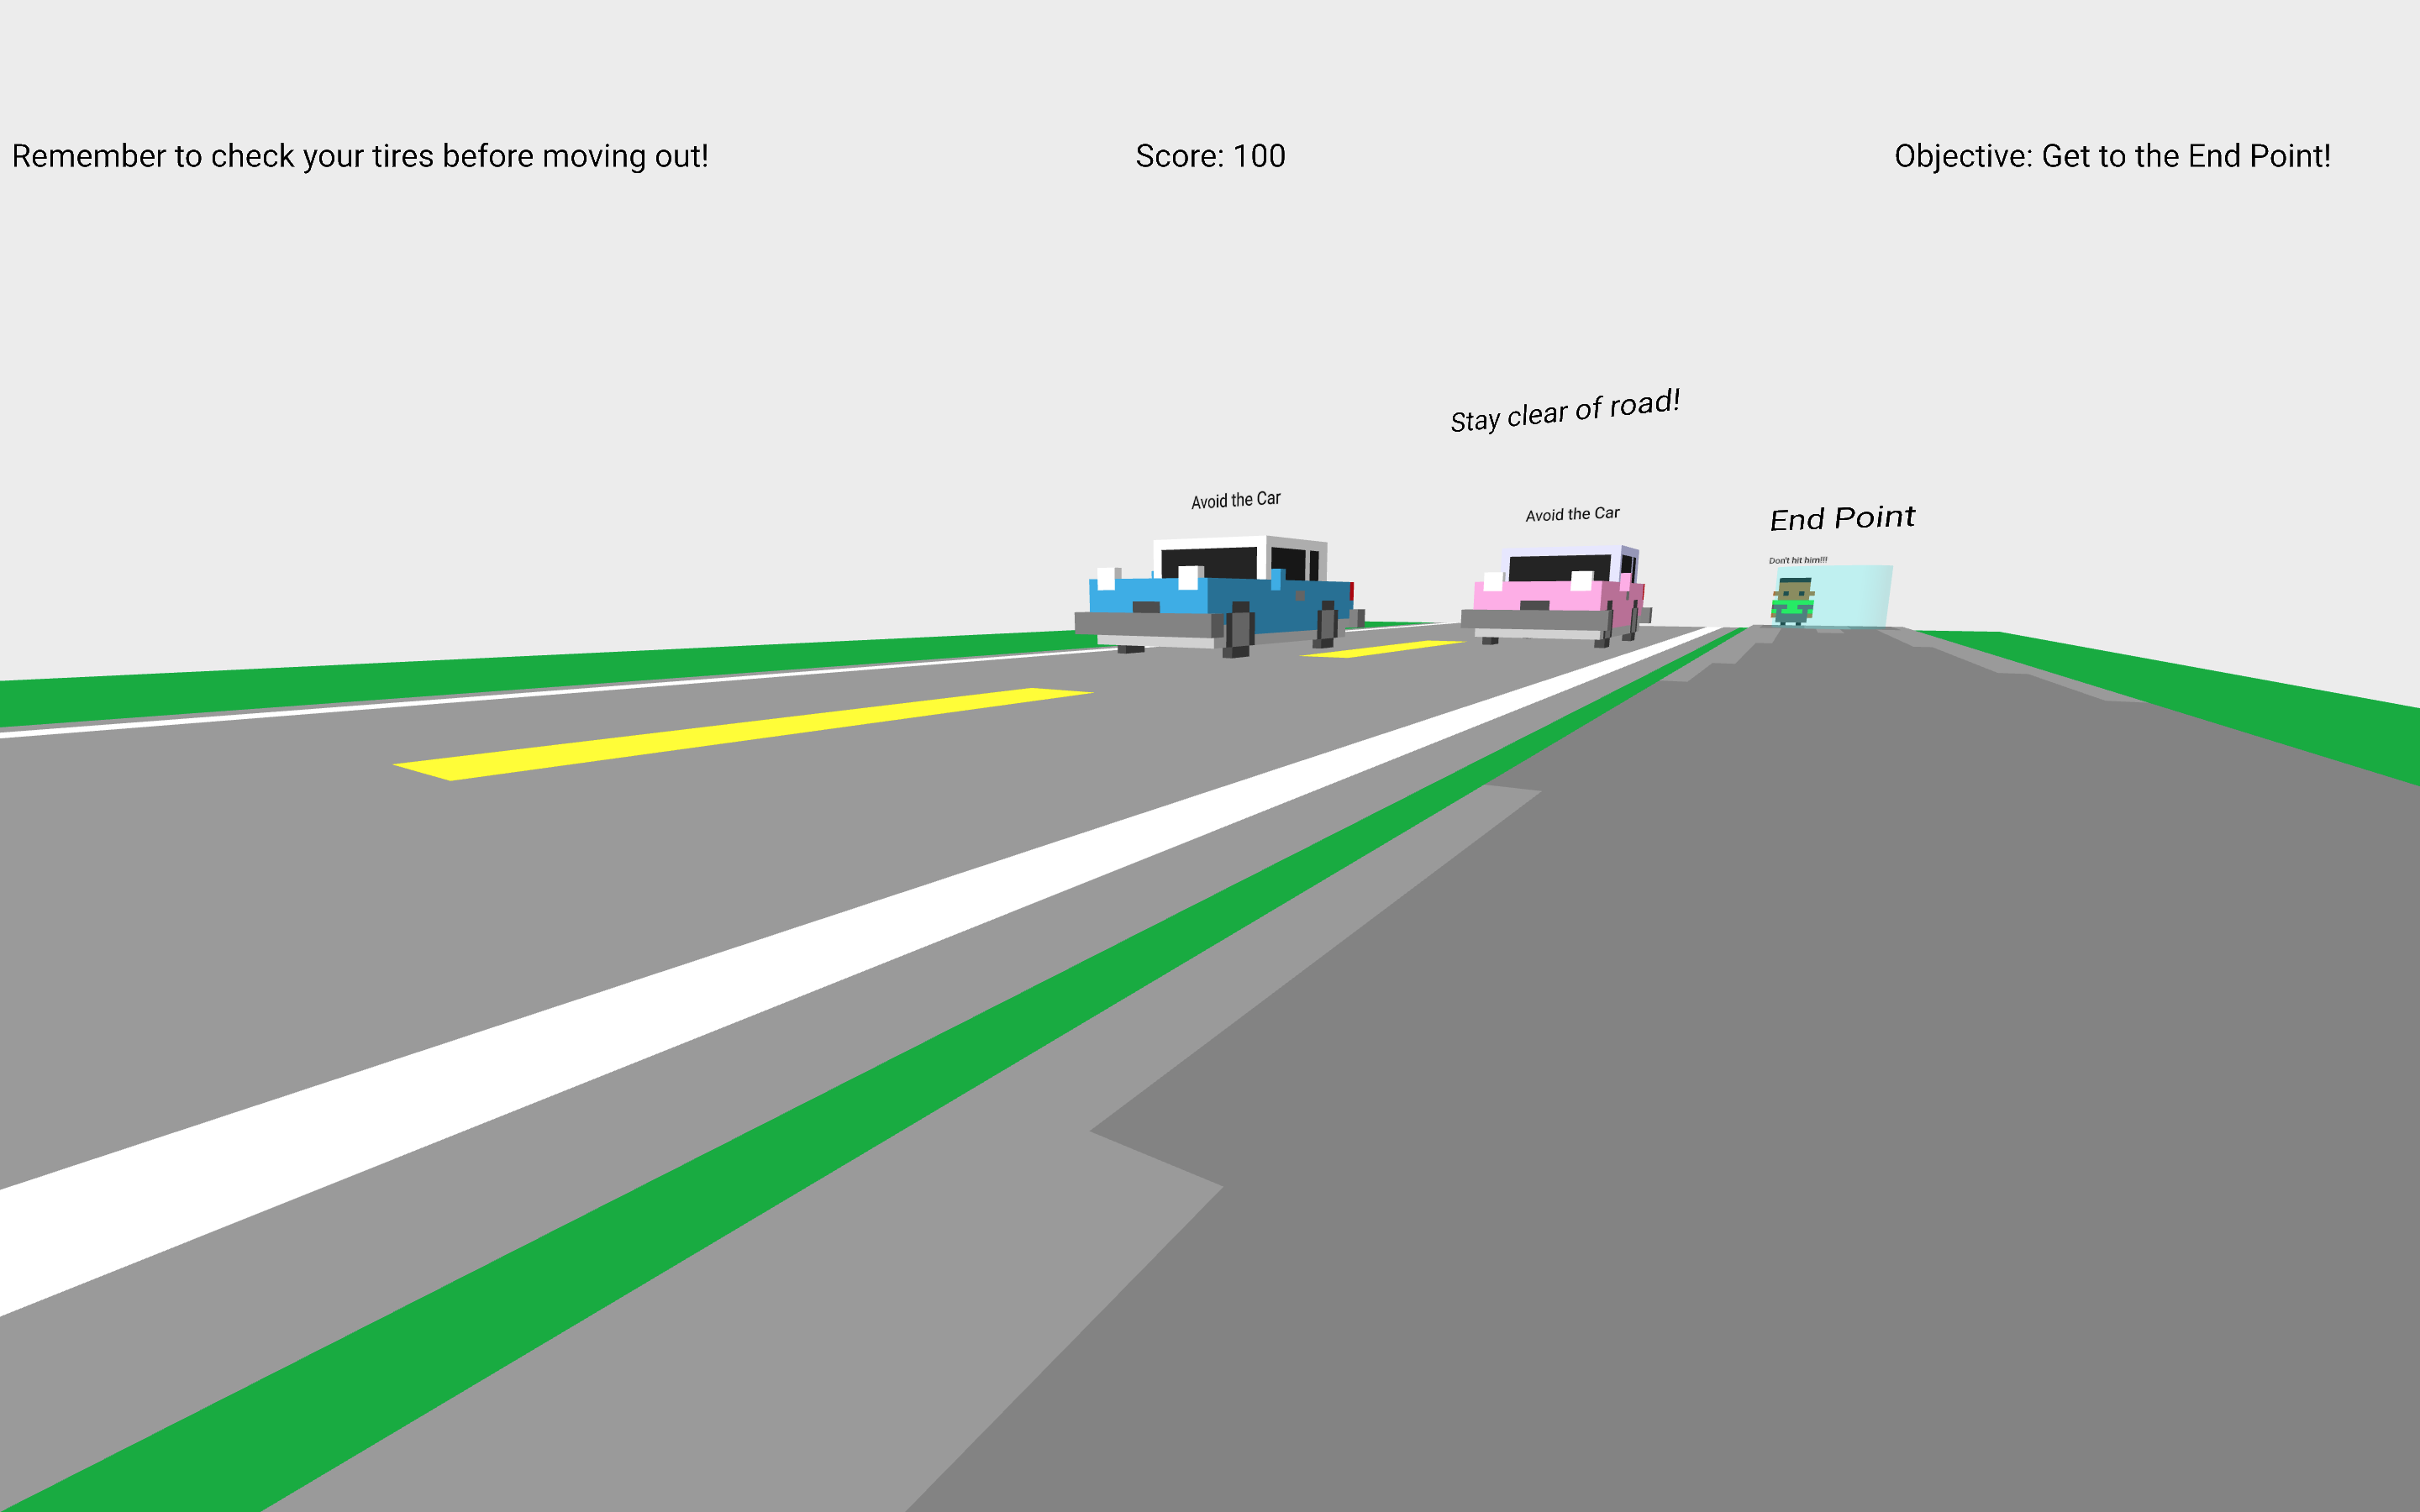 Remember to check your tires before moving out!
Score: 100
Objective: Get to the End Point!
Stay clear of road!
Avoid the Car
Avoid the Car
End Point
Don't hit him!!!